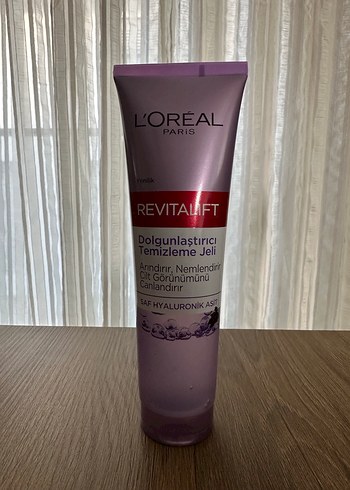 L'ORÉAL
PARIS
REVITALIFT
Dolgunlaştırıcı
Temizleme Jeli
Arındırır, Nemlendirir
Cilt Görünümünü
Canlandırır
SAF HYALURONİK ASİT